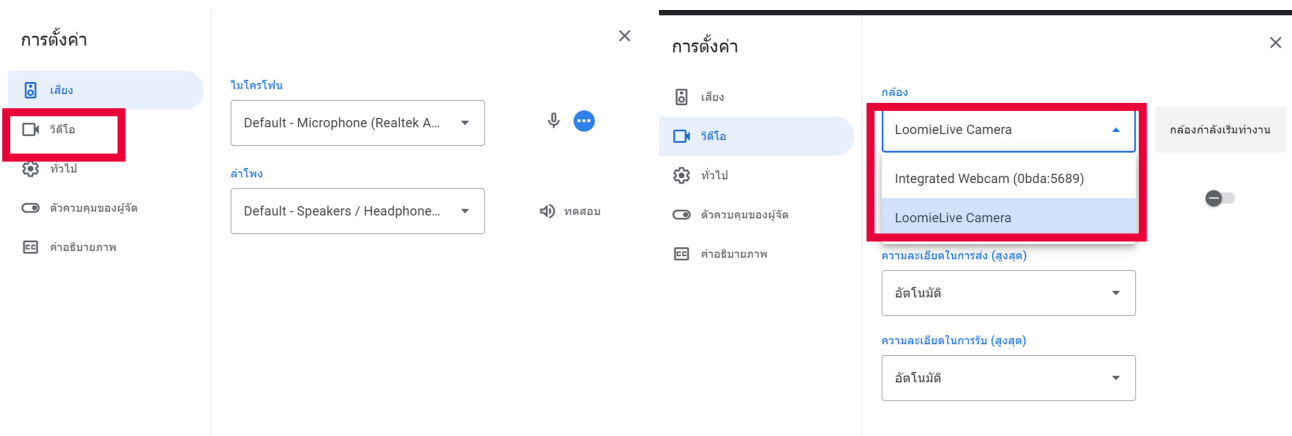 การตั้งค่า
เสียง
วิดีโอ
ทั่วไป
ตัวควบคุมของผู้จัด
คำอธิบายภาพ
ไมโครโฟน
Default - Microphone (Realtek A...
ลำโพง
Default - Speakers / Headphone...
ทดสอบ
การตั้งค่า
เสียง
วิดีโอ
ทั่วไป
ตัวควบคุมของผู้จัด
คำอธิบายภาพ
กล้อง
LoomieLive Camera
กล้องกำลังเริ่มทำงาน
Integrated Webcam (0bda:5689)
LoomieLive Camera
ความละเอียดในการส่ง (สูงสุด)
อัตโนมัติ
ความละเอียดในการรับ (สูงสุด)
อัตโนมัติ